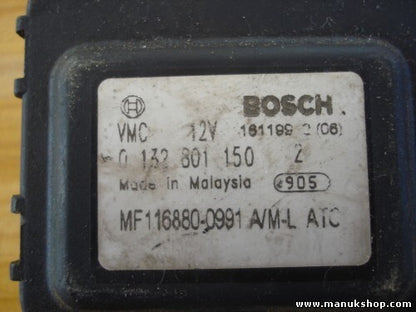 BOSCH
VMC 12V 161199 2 (06)
0 132 801 150 2
Made in Malaysia 905
MF116880-0991 A/M-L ATC
www.manukshop.com